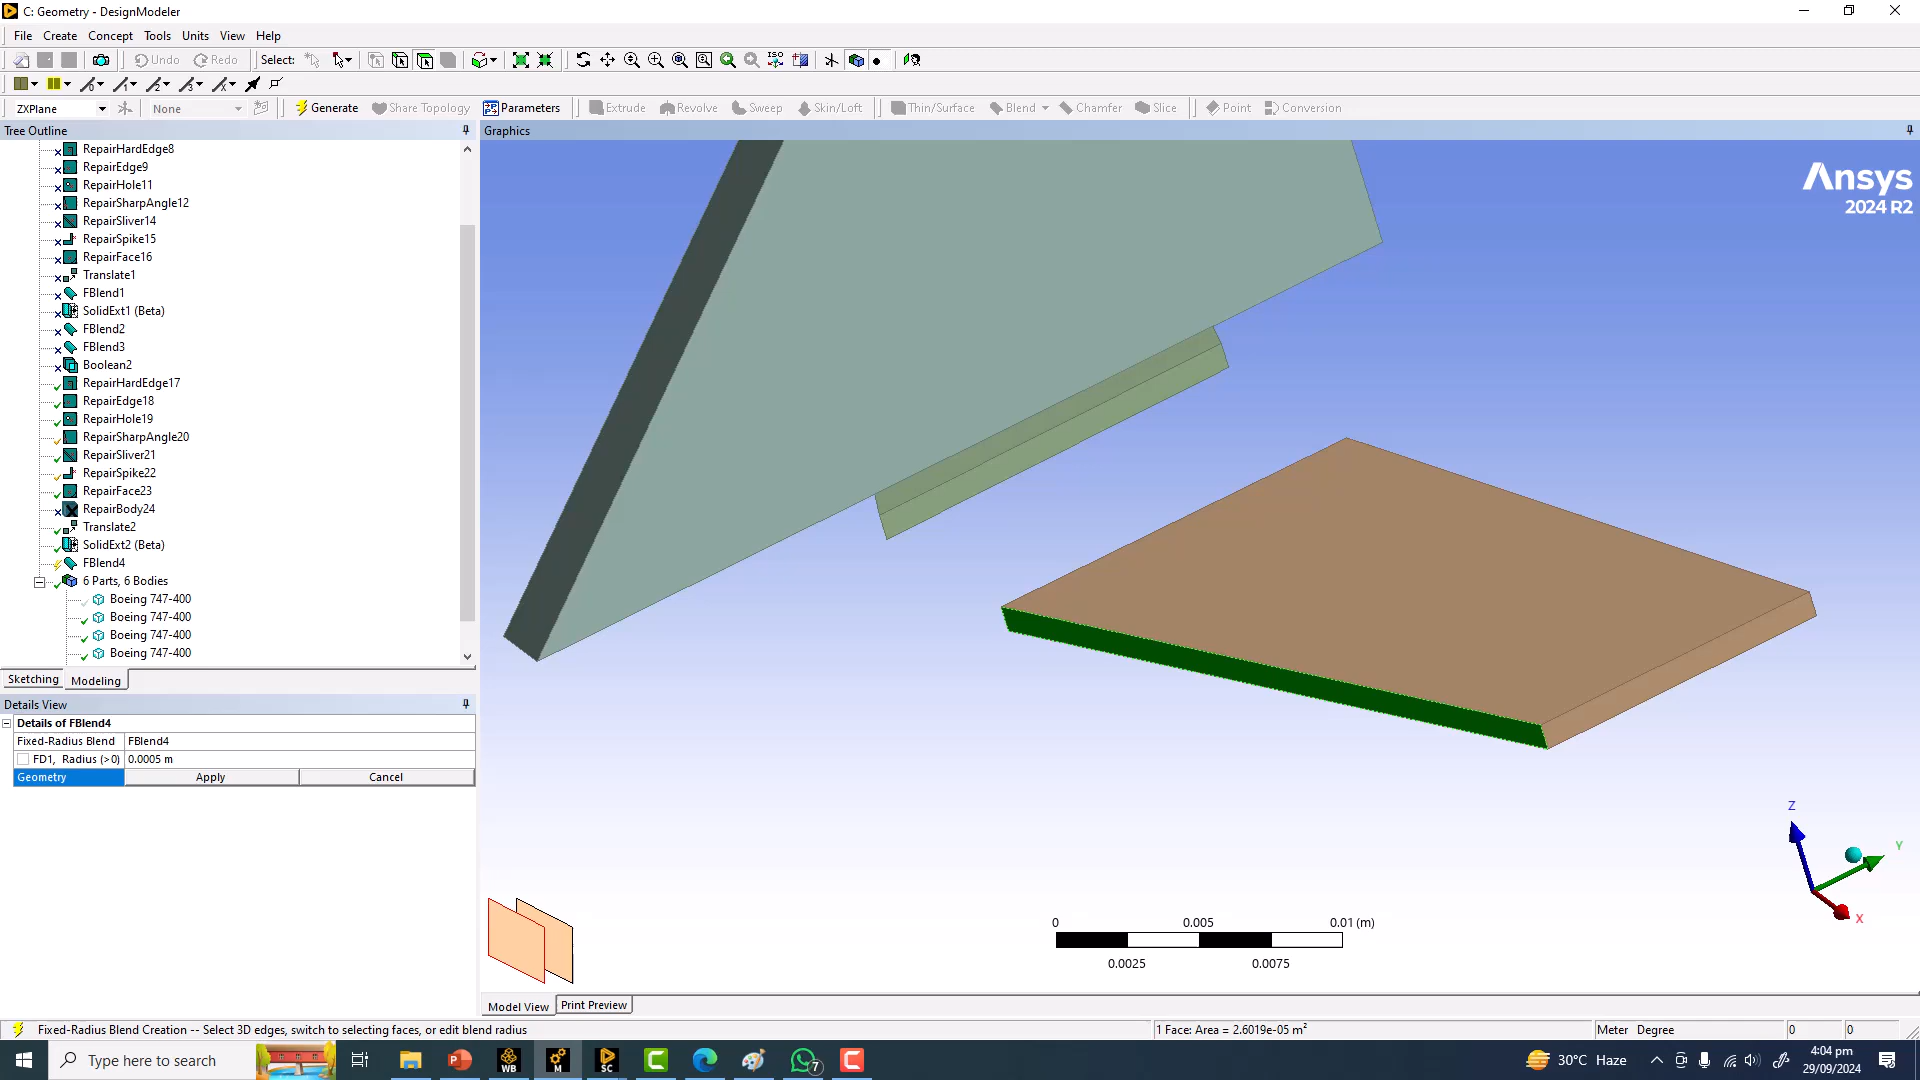 C: Geometry - DesignModeler
File Create Concept Tools Units View Help
Undo Redo Select: ISO
ZXPlane None Generate Share Topology Parameters Extrude Revolve Sweep Skin/Loft Thin/Surface Blend Chamfer Slice Point Conversion
Tree Outline
Graphics
RepairHardEdge8
RepairEdge9
RepairHole11
RepairSharpAngle12
RepairSliver14
RepairSpike15
RepairFace16
Translate1
FBlend1
SolidExt1 (Beta)
FBlend2
FBlend3
Boolean2
RepairHardEdge17
RepairEdge18
RepairHole19
RepairSharpAngle20
RepairSliver21
RepairSpike22
RepairFace23
RepairBody24
Translate2
SolidExt2 (Beta)
FBlend4
6 Parts, 6 Bodies
Boeing 747-400
Boeing 747-400
Boeing 747-400
Boeing 747-400
Sketching Modeling
Details View
Details of FBlend4
Fixed-Radius Blend FBlend4
FD1, Radius (>0) 0.0005 m
Geometry Apply Cancel
Ansys
2024 R2
Z
Y
X
0 0.005 0.01 (m)
0.0025 0.0075
Model View Print Preview
Fixed-Radius Blend Creation -- Select 3D edges, switch to selecting faces, or edit blend radius
1 Face: Area = 2.6019e-05 m²
Meter Degree 0 0
Type here to search
WB
M
SC
7
30°C Haze
4:04 pm
29/09/2024